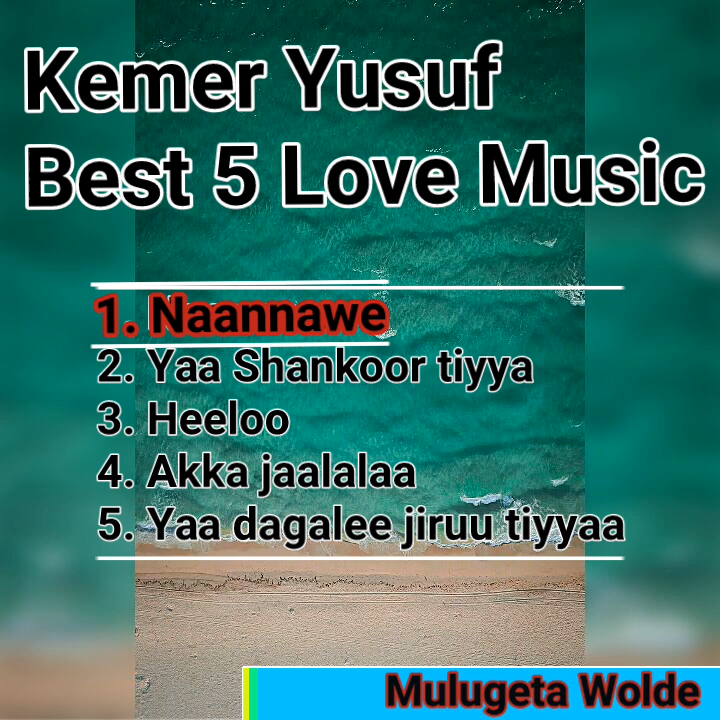 Kemer Yusuf
Best 5 Love Music
1. Naannawe
2. Yaa Shankoor tiyya
3. Heeloo
4. Akka jaalalaa
5. Yaa dagalee jiruu tiyyaa
Mulugeta Wolde